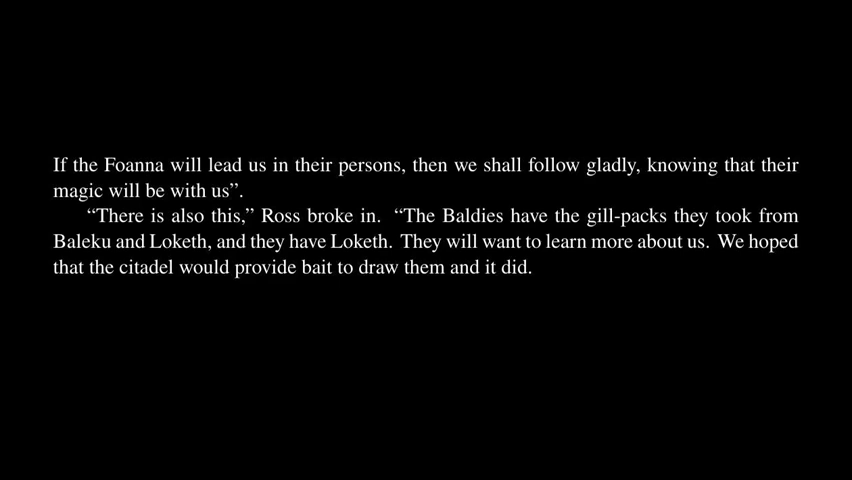 If the Foanna will lead us in their persons, then we shall follow gladly, knowing that their
magic will be with us”.
“There is also this,” Ross broke in. “The Baldies have the gill-packs they took from
Baleku and Loketh, and they have Loketh. They will want to learn more about us. We hoped
that the citadel would provide bait to draw them and it did.